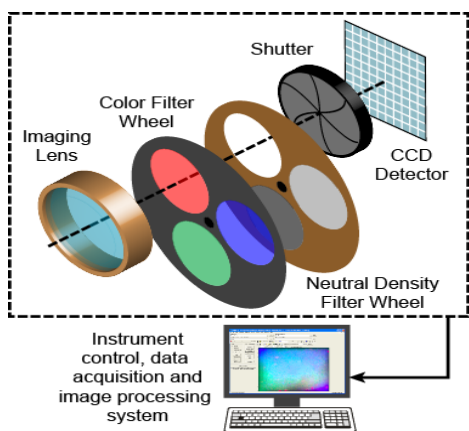 Shutter
Color Filter
Wheel
Imaging
Lens
CCD
Detector
Neutral Density
Filter Wheel
Instrument
control, data
acquisition and
image processing
system